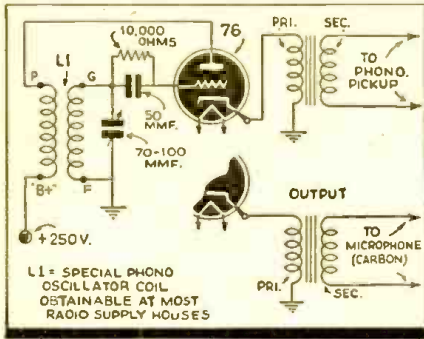 10,000
OHMS
76
PRI.
SEC.
L1
P
G
TO
PHONO.
PICKUP
50
MMF.
70-100
MMF.
"B+"
F
+250 V.
OUTPUT
TO
MICROPHONE
(CARBON)
PRI.
SEC.
L1 = SPECIAL PHONO
OSCILLATOR COIL
OBTAINABLE AT MOST
RADIO SUPPLY HOUSES